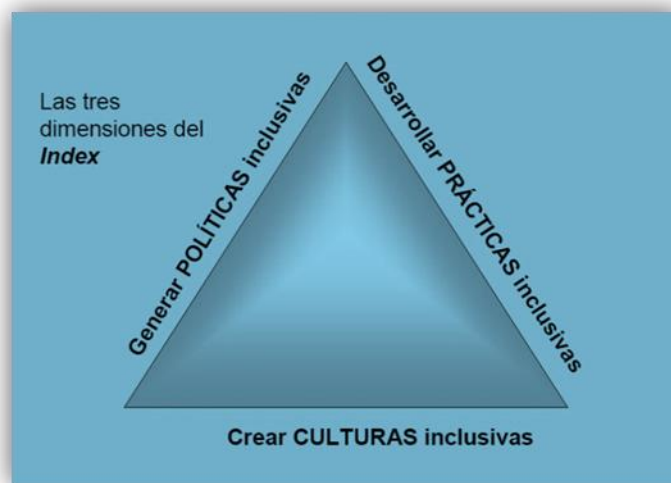 Las tres
dimensiones del
Index
Generar POLÍTICAS inclusivas
Desarrollar PRÁCTICAS inclusivas
Crear CULTURAS inclusivas